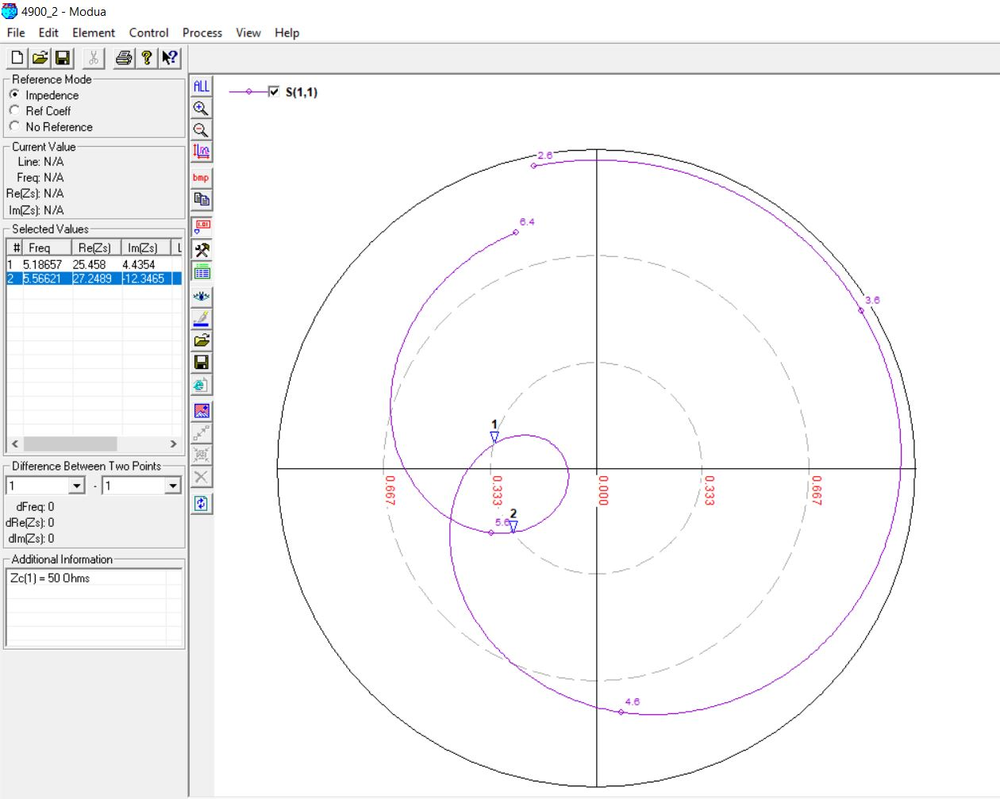 4900_2 - Modua
File Edit Element Control Process View Help
Reference Mode
Impedence
Ref Coeff
No Reference
Current Value
Line: N/A
Freq: N/A
Re(Zs): N/A
Im(Zs): N/A
Selected Values
# Freq Re(Zs) Im(Zs) L
1 5.18657 25.458 4.4354
2 5.56621 27.2489 -12.3465
Difference Between Two Points
1 - 1
dFreq: 0
dRe(Zs): 0
dIm(Zs): 0
Additional Information
Zc(1) = 50 Ohms
ALL
bmp
1.01
S(1,1)
2.6
6.4
3.6
1
0.667
0.333
0.000
0.333
0.667
5.6
2
4.6